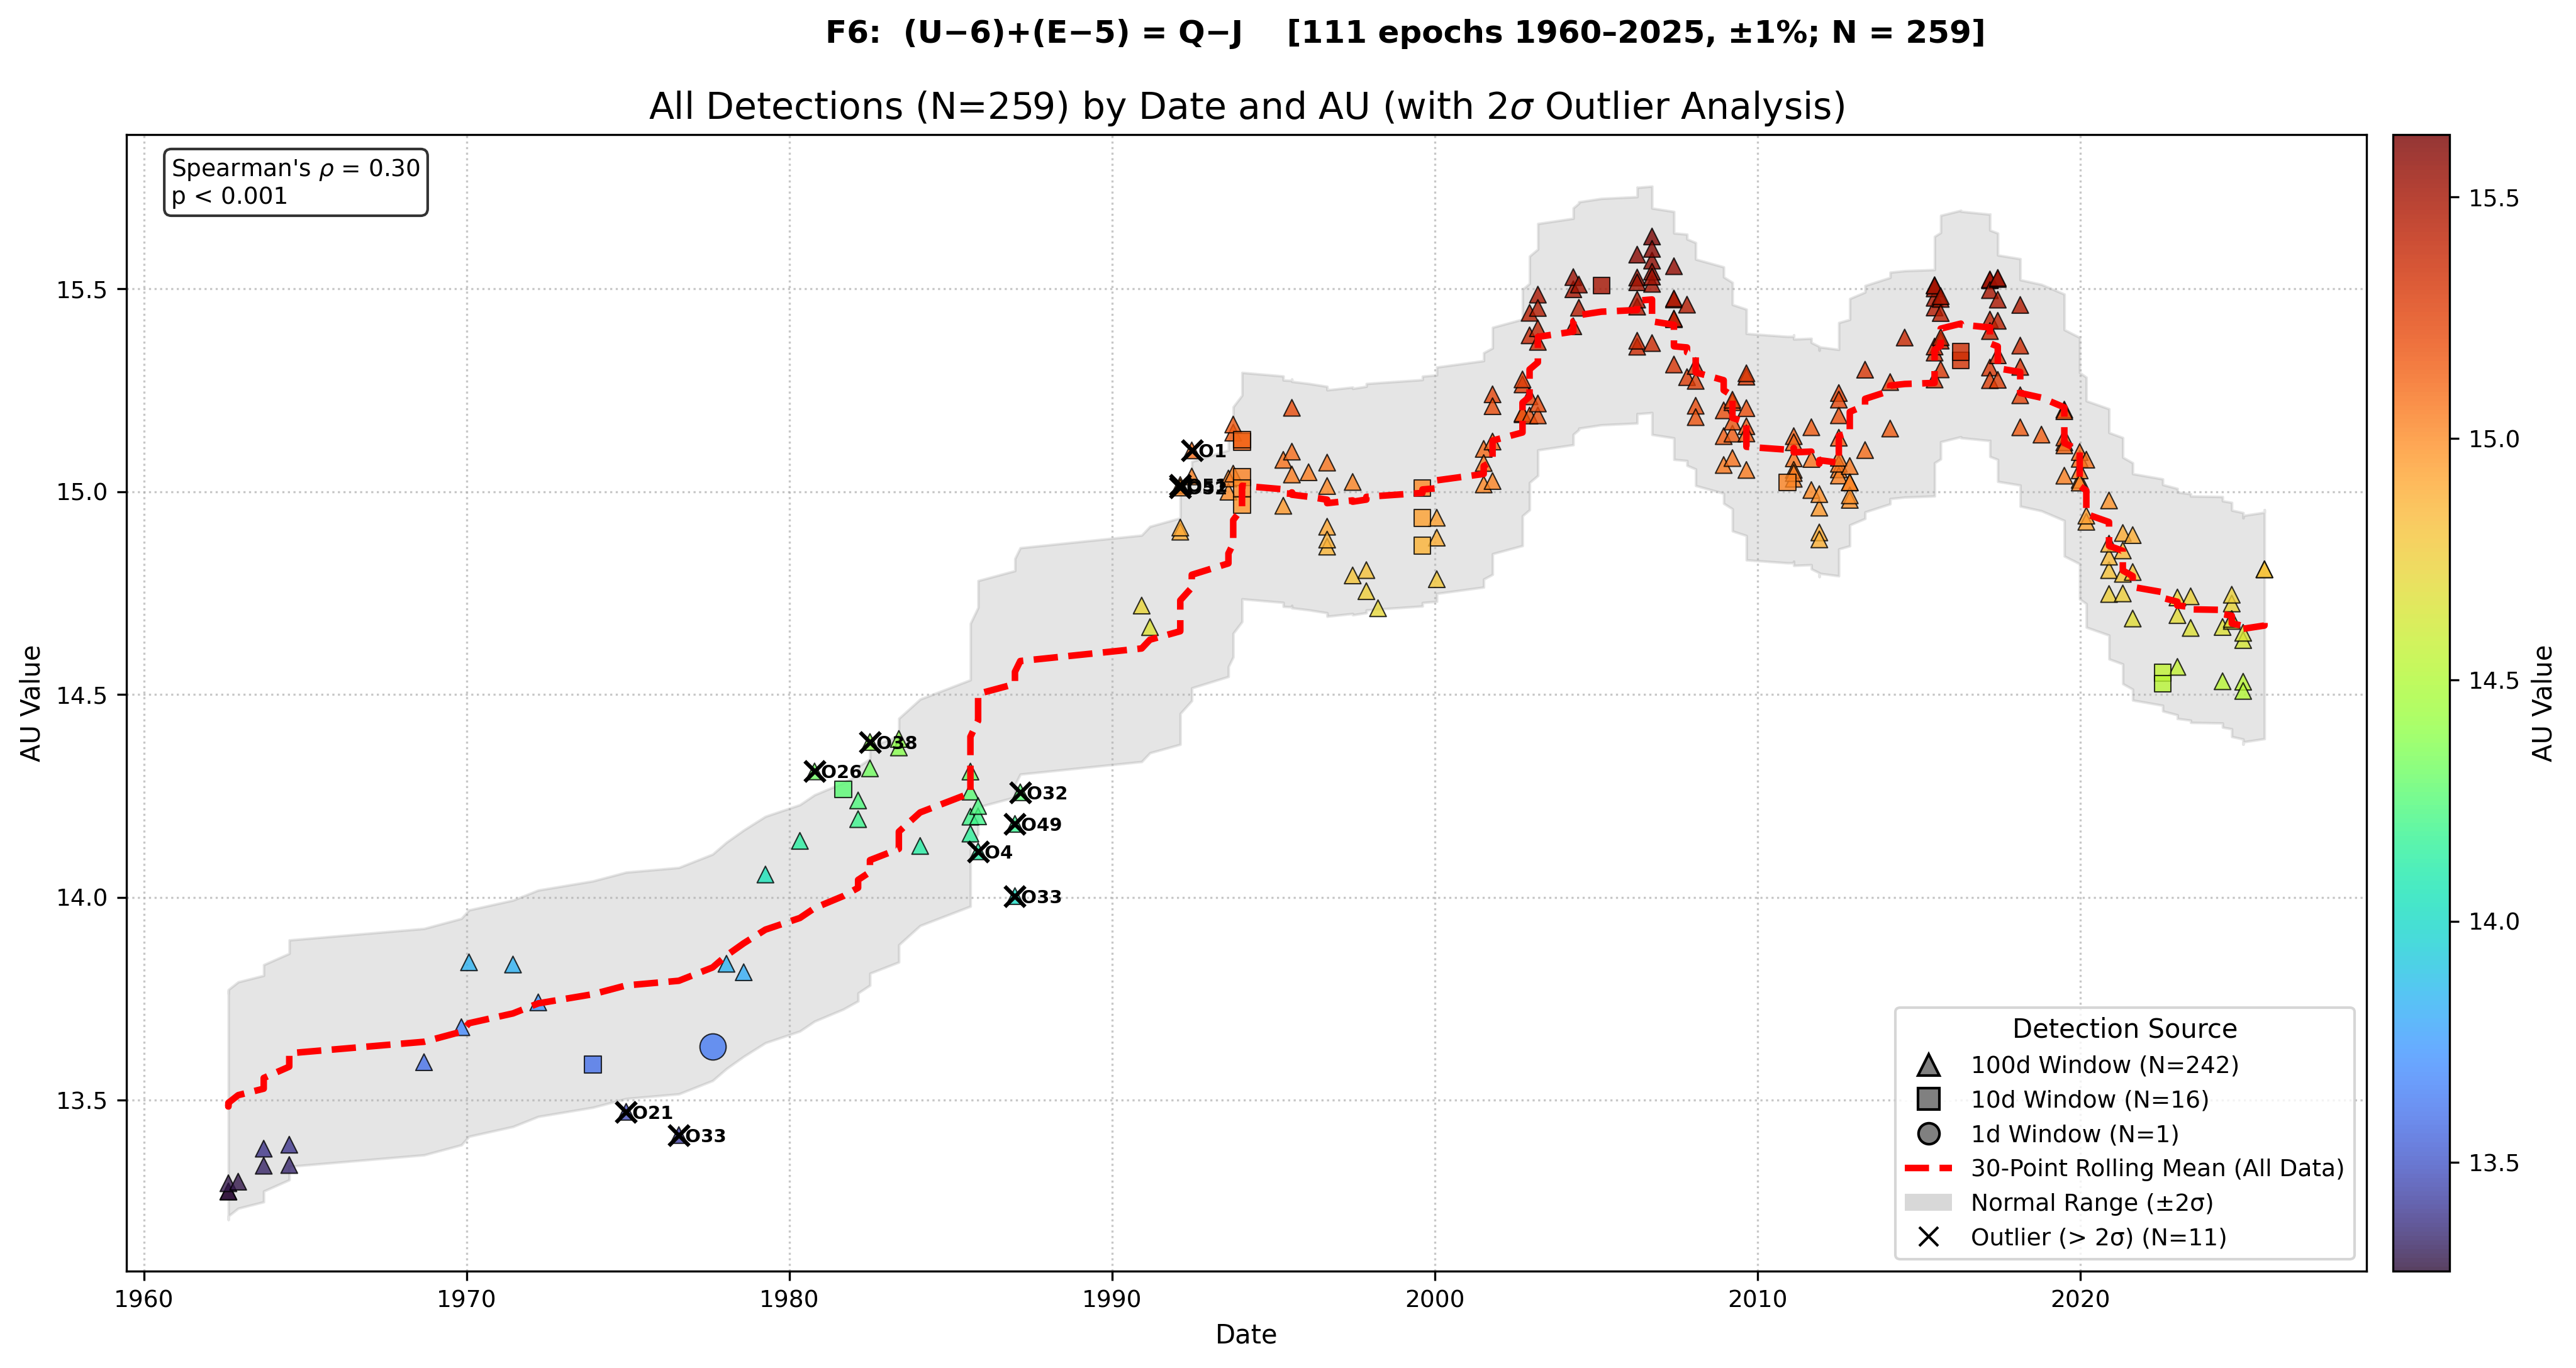 F6:  (U−6)+(E−5) = Q−J    [111 epochs 1960–2025, ±1%; N = 259]
All Detections (N=259) by Date and AU (with 2σ Outlier Analysis)
Spearman's ρ = 0.30
p < 0.001
AU Value
15.5
15.0
14.5
14.0
13.5
O1
O38
O26
O32
O49
O4
O33
O21
O33
Detection Source
100d Window (N=242)
10d Window (N=16)
1d Window (N=1)
30-Point Rolling Mean (All Data)
Normal Range (±2σ)
Outlier (> 2σ) (N=11)
1960
1970
1980
1990
2000
2010
2020
Date
15.5
15.0
14.5
14.0
13.5
AU Value